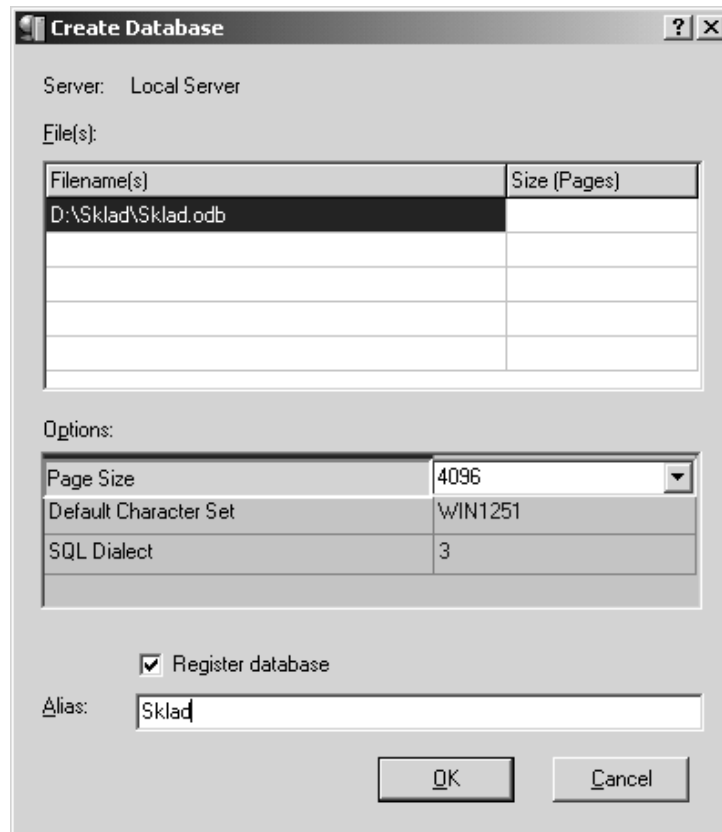 Create Database
Server: Local Server
File(s):
Filename(s) Size (Pages)
D:\Sklad\Sklad.odb
Options:
Page Size 4096
Default Character Set WIN1251
SQL Dialect 3
Register database
Alias: Sklad
OK Cancel